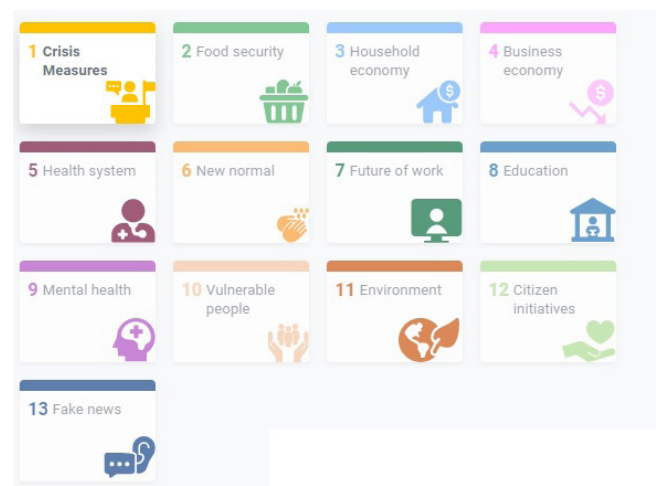 1 Crisis
Measures
2 Food security
3 Household
economy
4 Business
economy
5 Health system
6 New normal
7 Future of work
8 Education
9 Mental health
10 Vulnerable
people
11 Environment
12 Citizen
initiatives
13 Fake news